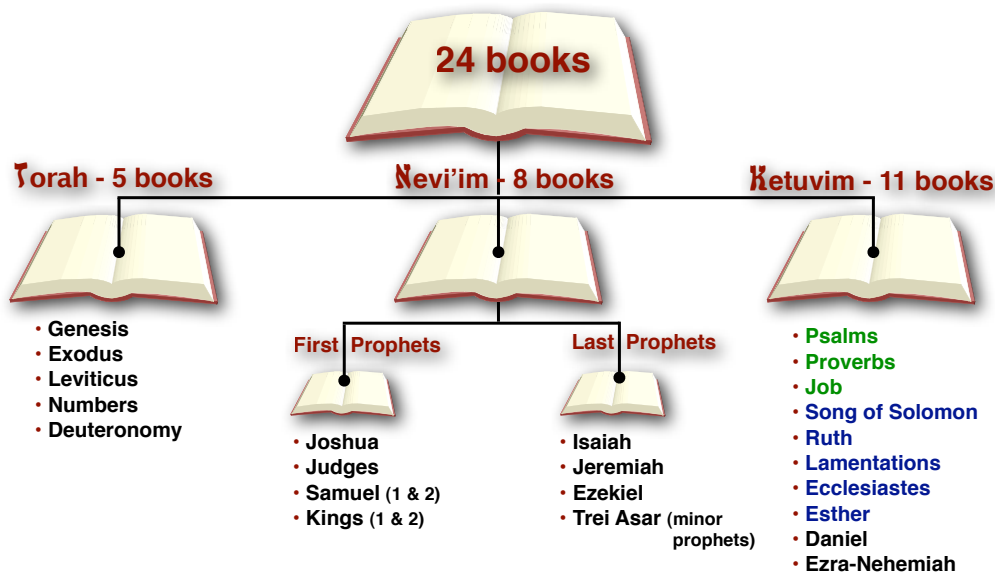 24 books
Torah - 5 books
Nevi'im - 8 books
Ketuvim - 11 books
• Genesis
• Exodus
• Leviticus
• Numbers
• Deuteronomy
First Prophets
• Joshua
• Judges
• Samuel (1 & 2)
• Kings (1 & 2)
Last Prophets
• Isaiah
• Jeremiah
• Ezekiel
• Trei Asar (minor
prophets)
• Psalms
• Proverbs
• Job
• Song of Solomon
• Ruth
• Lamentations
• Ecclesiastes
• Esther
• Daniel
• Ezra-Nehemiah